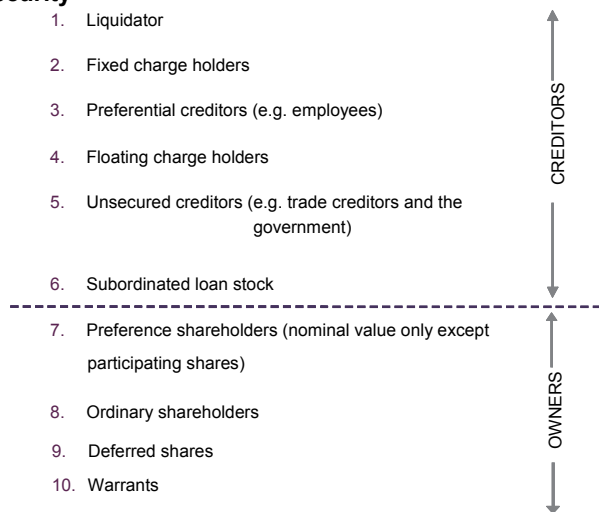 1. Liquidator
2. Fixed charge holders
3. Preferential creditors (e.g. employees)
4. Floating charge holders
5. Unsecured creditors (e.g. trade creditors and the
government)
6. Subordinated loan stock
CREDITORS
7. Preference shareholders (nominal value only except
participating shares)
8. Ordinary shareholders
9. Deferred shares
10. Warrants
OWNERS